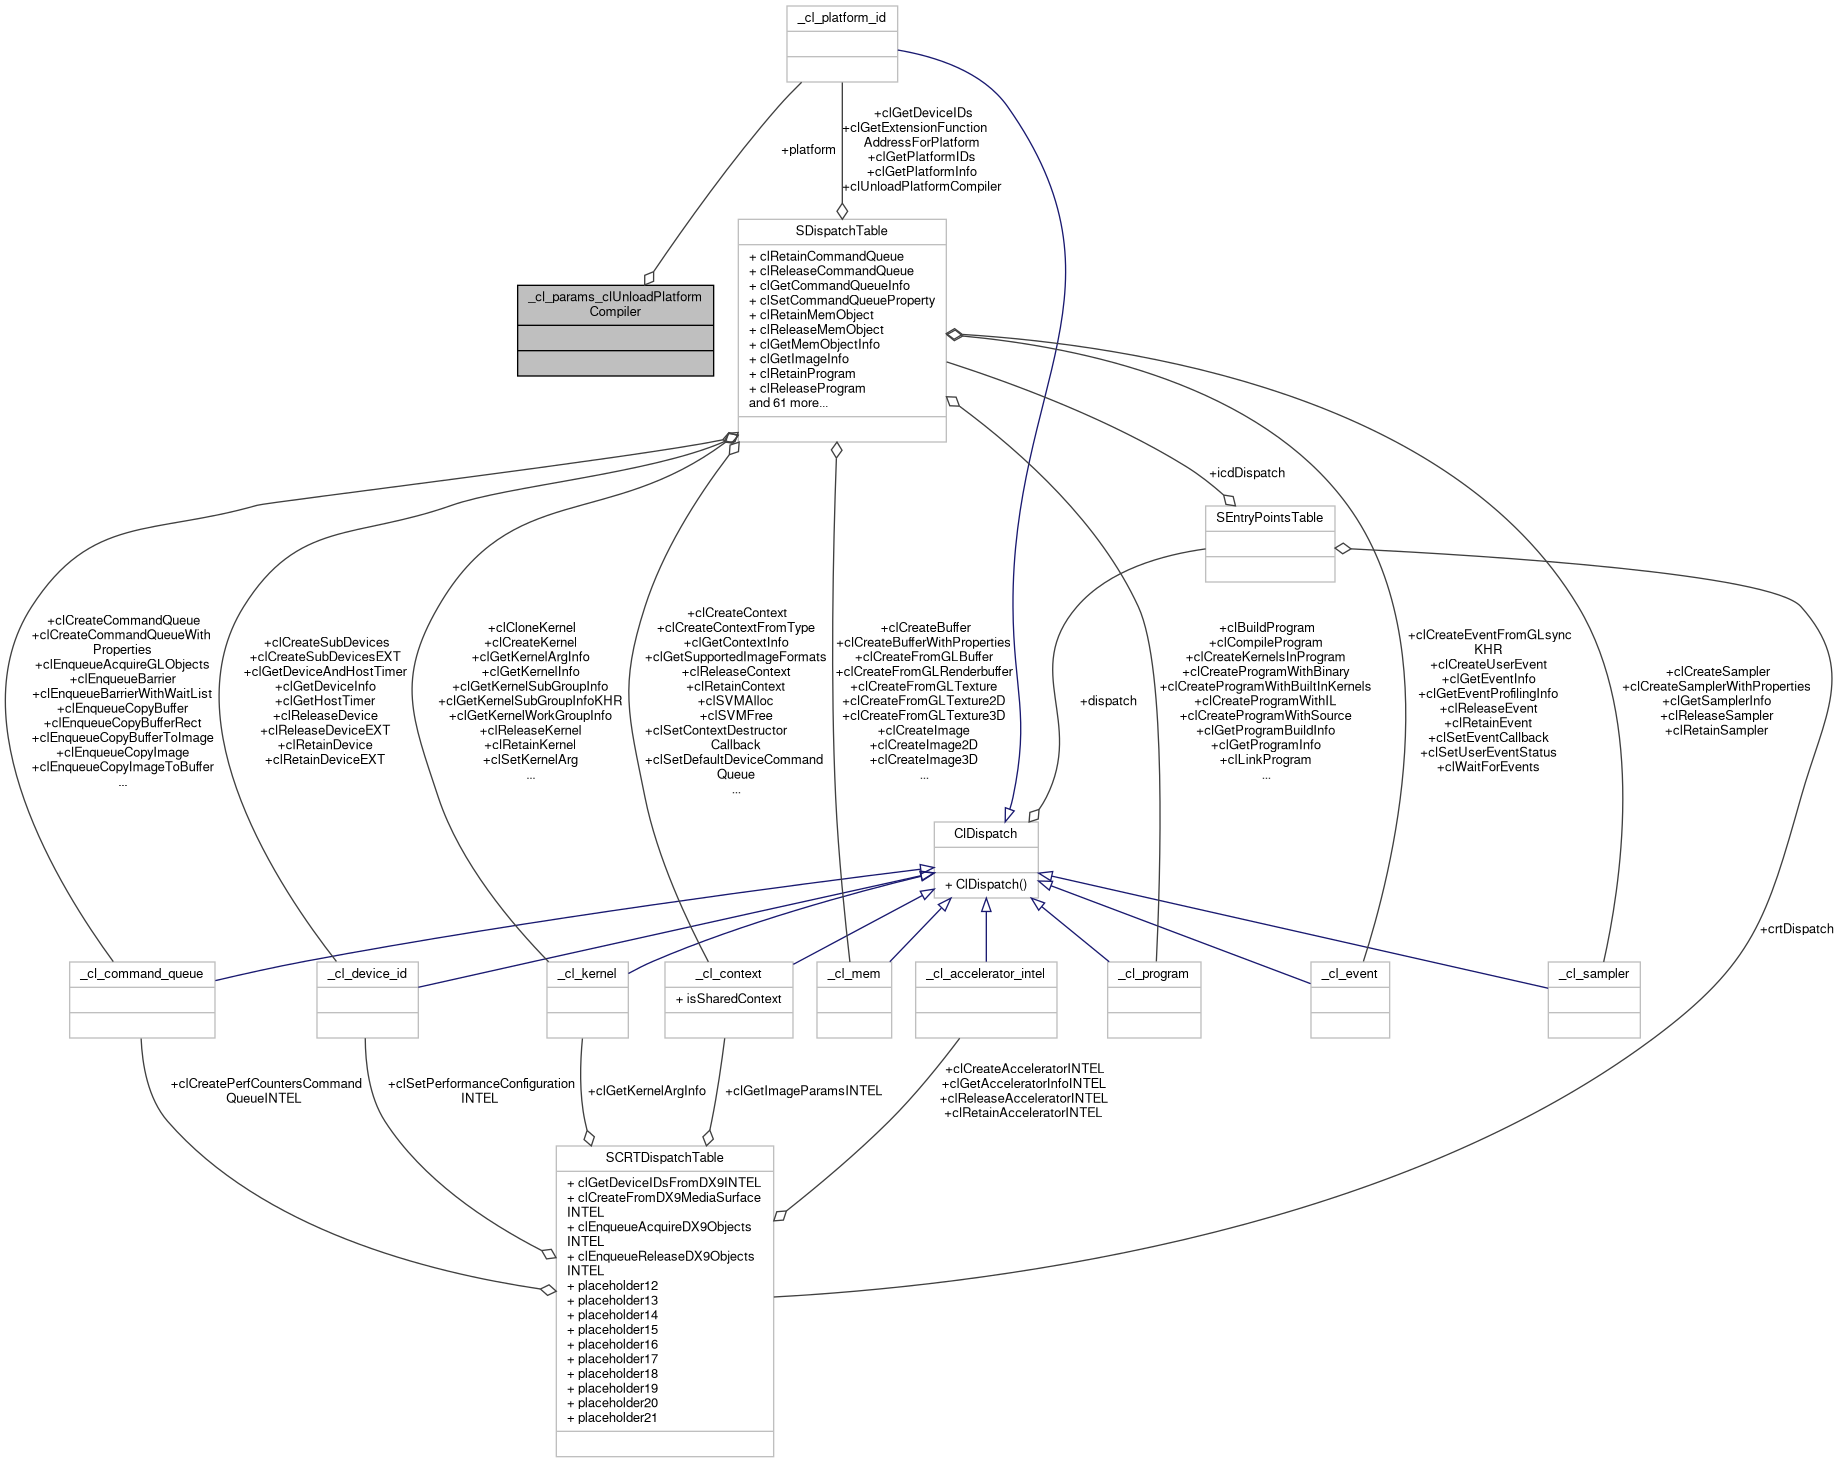 _cl_platform_id
+platform
+clGetDeviceIDs
+clGetExtensionFunction
AddressForPlatform
+clGetPlatformIDs
+clGetPlatformInfo
+clUnloadPlatformCompiler
SDispatchTable
+ clRetainCommandQueue
+ clReleaseCommandQueue
+ clGetCommandQueueInfo
+ clSetCommandQueueProperty
+ clRetainMemObject
+ clReleaseMemObject
+ clGetMemObjectInfo
+ clGetImageInfo
+ clRetainProgram
+ clReleaseProgram
and 61 more...
_cl_params_clUnloadPlatform
Compiler
+icdDispatch
SEntryPointsTable
+clCreateCommandQueue
+clCreateCommandQueueWith
Properties
+clEnqueueAcquireGLObjects
+clEnqueueBarrier
+clEnqueueBarrierWithWaitList
+clEnqueueCopyBuffer
+clEnqueueCopyBufferRect
+clEnqueueCopyBufferToImage
+clEnqueueCopyImage
+clEnqueueCopyImageToBuffer
...
+clCreateSubDevices
+clCreateSubDevicesEXT
+clGetDeviceAndHostTimer
+clGetDeviceInfo
+clGetHostTimer
+clReleaseDevice
+clReleaseDeviceEXT
+clRetainDevice
+clRetainDeviceEXT
+clCloneKernel
+clCreateKernel
+clGetKernelArgInfo
+clGetKernelInfo
+clGetKernelSubGroupInfo
+clGetKernelSubGroupInfoKHR
+clGetKernelWorkGroupInfo
+clReleaseKernel
+clRetainKernel
+clSetKernelArg
...
+clCreateContext
+clCreateContextFromType
+clGetContextInfo
+clGetSupportedImageFormats
+clReleaseContext
+clRetainContext
+clSVMAlloc
+clSVMFree
+clSetContextDestructor
Callback
+clSetDefaultDeviceCommand
Queue
...
+clCreateBuffer
+clCreateBufferWithProperties
+clCreateFromGLBuffer
+clCreateFromGLRenderbuffer
+clCreateFromGLTexture
+clCreateFromGLTexture2D
+clCreateFromGLTexture3D
+clCreateImage
+clCreateImage2D
+clCreateImage3D
...
+dispatch
+clBuildProgram
+clCompileProgram
+clCreateKernelsInProgram
+clCreateProgramWithBinary
+clCreateProgramWithBuiltInKernels
+clCreateProgramWithIL
+clCreateProgramWithSource
+clGetProgramBuildInfo
+clGetProgramInfo
+clLinkProgram
...
+clCreateEventFromGLsync
KHR
+clCreateUserEvent
+clGetEventInfo
+clGetEventProfilingInfo
+clReleaseEvent
+clRetainEvent
+clSetEventCallback
+clSetUserEventStatus
+clWaitForEvents
+clCreateSampler
+clCreateSamplerWithProperties
+clGetSamplerInfo
+clReleaseSampler
+clRetainSampler
ClDispatch
+ ClDispatch()
+crtDispatch
_cl_command_queue
_cl_device_id
_cl_kernel
_cl_context
+ isSharedContext
_cl_mem
_cl_accelerator_intel
_cl_program
_cl_event
_cl_sampler
+clCreatePerfCountersCommand
QueueINTEL
+clSetPerformanceConfiguration
INTEL
+clGetKernelArgInfo
+clGetImageParamsINTEL
+clCreateAcceleratorINTEL
+clGetAcceleratorInfoINTEL
+clReleaseAcceleratorINTEL
+clRetainAcceleratorINTEL
SCRTDispatchTable
+ clGetDeviceIDsFromDX9INTEL
+ clCreateFromDX9MediaSurface
INTEL
+ clEnqueueAcquireDX9Objects
INTEL
+ clEnqueueReleaseDX9Objects
INTEL
+ placeholder12
+ placeholder13
+ placeholder14
+ placeholder15
+ placeholder16
+ placeholder17
+ placeholder18
+ placeholder19
+ placeholder20
+ placeholder21